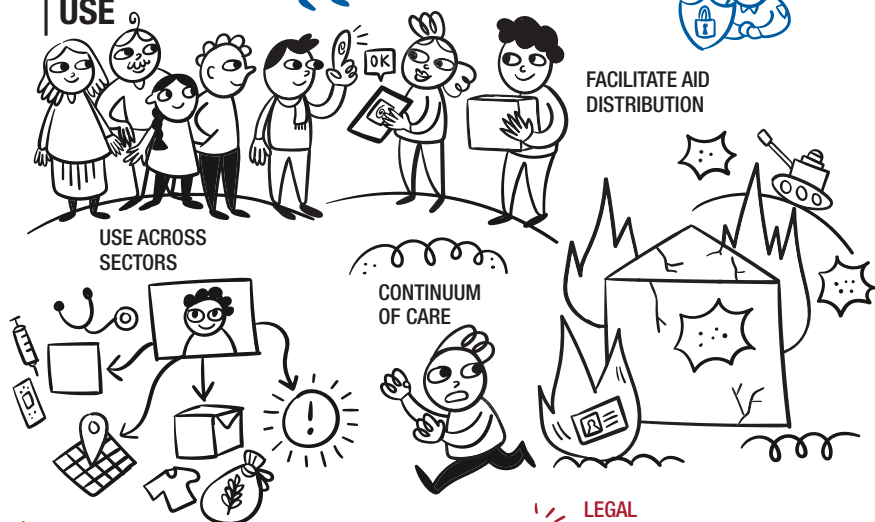 USE
OK
FACILITATE AID
DISTRIBUTION
USE ACROSS
SECTORS
CONTINUUM
OF CARE
!
LEGAL